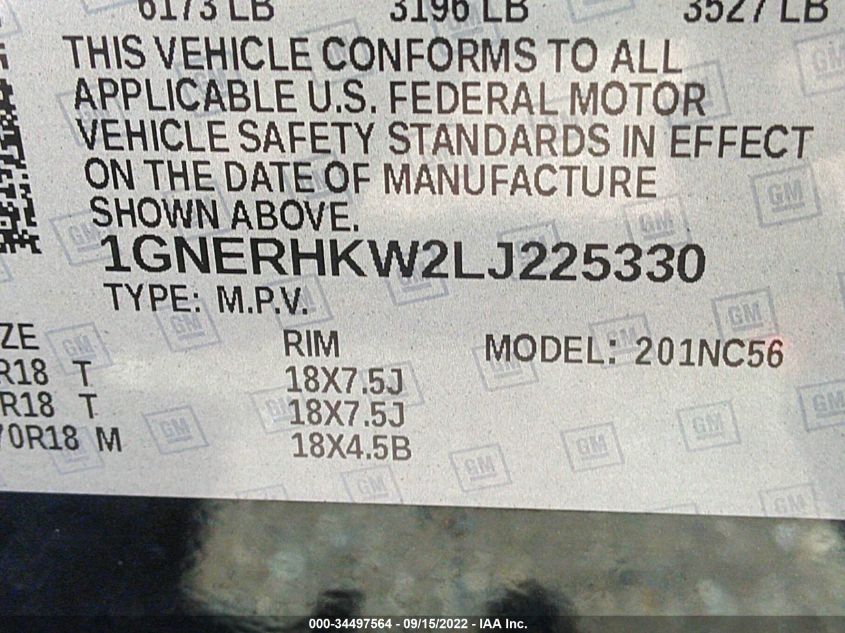 6173 LB 3196 LB 3527 LB
THIS VEHICLE CONFORMS TO ALL
APPLICABLE U.S. FEDERAL MOTOR
VEHICLE SAFETY STANDARDS IN EFFECT
ON THE DATE OF MANUFACTURE
SHOWN ABOVE.
1GNERHKW2LJ225330
TYPE: M.P.V.
ZE RIM MODEL: 201NC56
R18 T 18X7.5J
R18 T 18X7.5J
70R18 M 18X4.5B
000-34497564 - 09/15/2022 - IAA Inc.